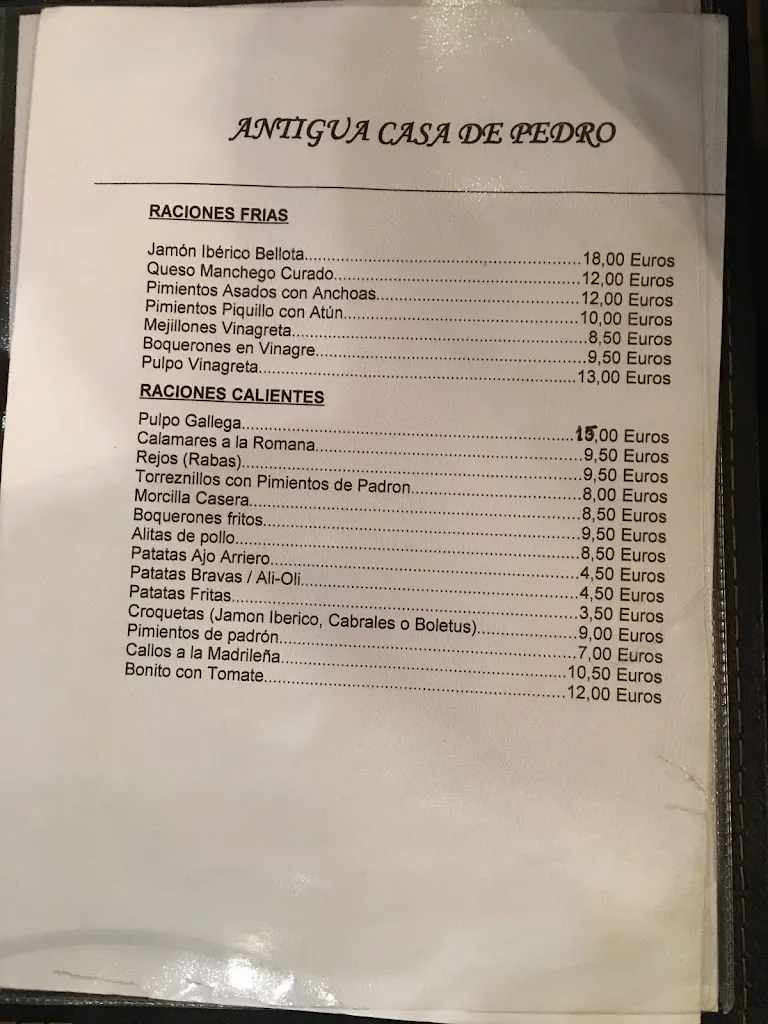 ANTIGUA CASA DE PEDRO
RACIONES FRIAS
Jamón Ibérico Bellota..........18,00 Euros
Queso Manchego Curado..........12,00 Euros
Pimientos Asados con Anchoas..........12,00 Euros
Pimientos Piquillo con Atún..........10,00 Euros
Mejillones Vinagreta..........8,50 Euros
Boquerones en Vinagre..........9,50 Euros
Pulpo Vinagreta..........13,00 Euros
RACIONES CALIENTES
Pulpo Gallega..........15,00 Euros
Calamares a la Romana..........9,50 Euros
Rejos (Rabas)..........9,50 Euros
Torreznillos con Pimientos de Padron..........8,00 Euros
Morcilla Casera..........8,50 Euros
Boquerones fritos..........9,50 Euros
Alitas de pollo..........8,50 Euros
Patatas Ajo Arriero..........4,50 Euros
Patatas Bravas / Ali-Oli..........4,50 Euros
Patatas Fritas..........3,50 Euros
Croquetas (Jamon Iberico, Cabrales o Boletus)..........9,00 Euros
Pimientos de padrón..........7,00 Euros
Callos a la Madrileña..........10,50 Euros
Bonito con Tomate..........12,00 Euros